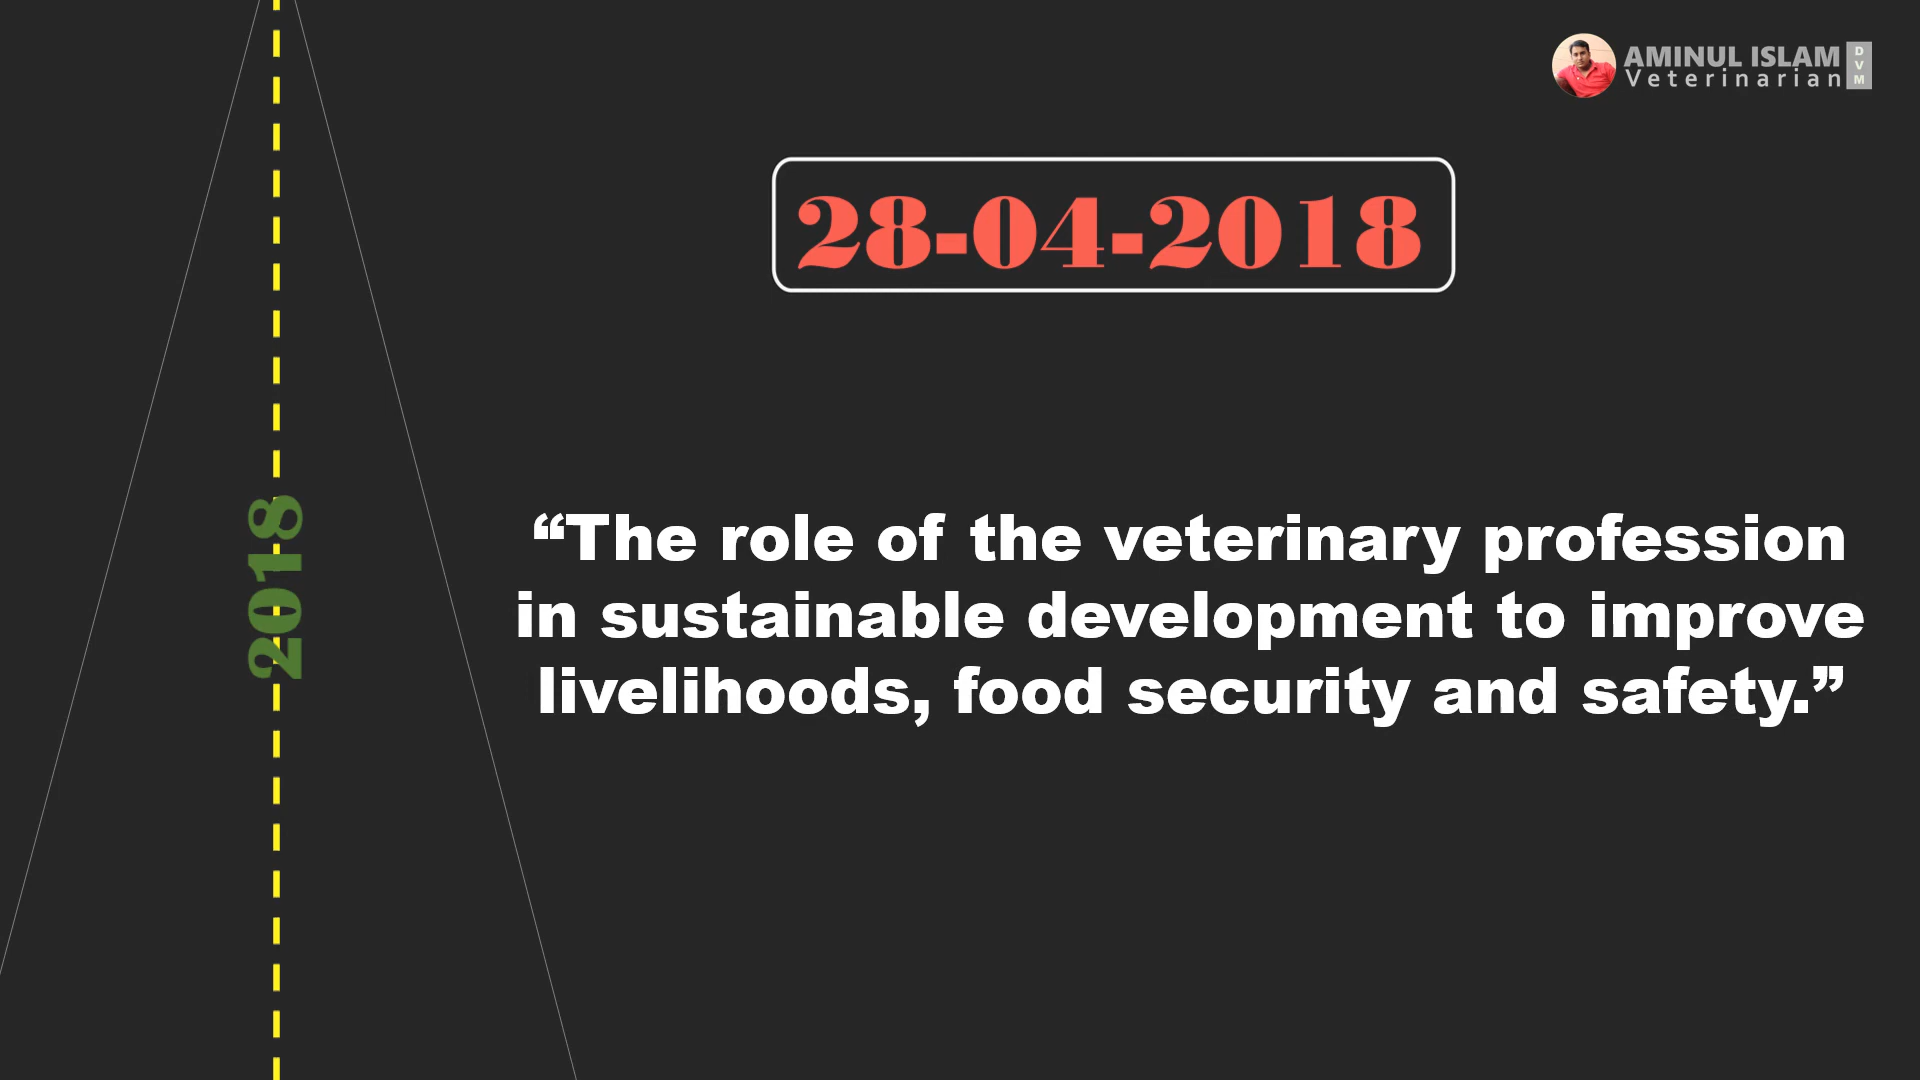 AMINUL ISLAM
Veterinarian
DVM
28-04-2018
2018
“The role of the veterinary profession
in sustainable development to improve
livelihoods, food security and safety.”